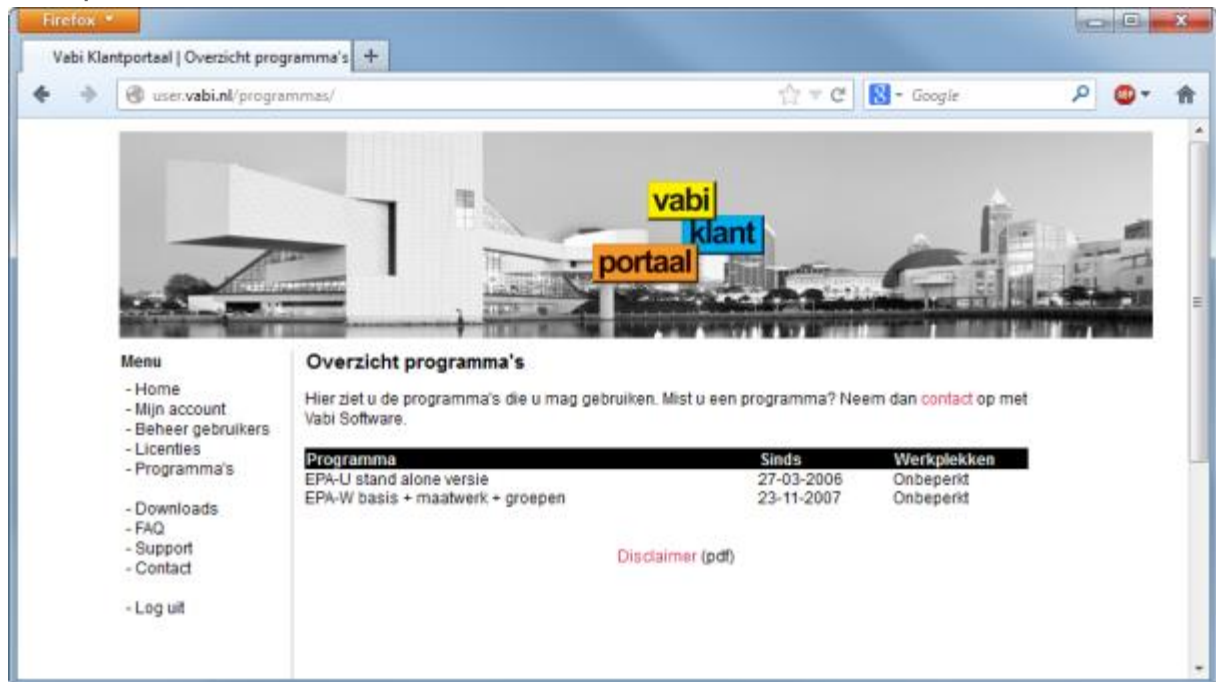 Firefox
Vabi Klantportaal | Overzicht programma's
user.vabi.nl/programmas/
Google
ABP
vabi
klant
portaal
Menu
- Home
- Mijn account
- Beheer gebruikers
- Licenties
- Programma's
- Downloads
- FAQ
- Support
- Contact
- Log uit
Overzicht programma's
Hier ziet u de programma's die u mag gebruiken. Mist u een programma? Neem dan contact op met
Vabi Software.
Programma Sinds Werkplekken
EPA-U stand alone versie 27-03-2006 Onbeperkt
EPA-W basis + maatwerk + groepen 23-11-2007 Onbeperkt
Disclaimer (pdf)